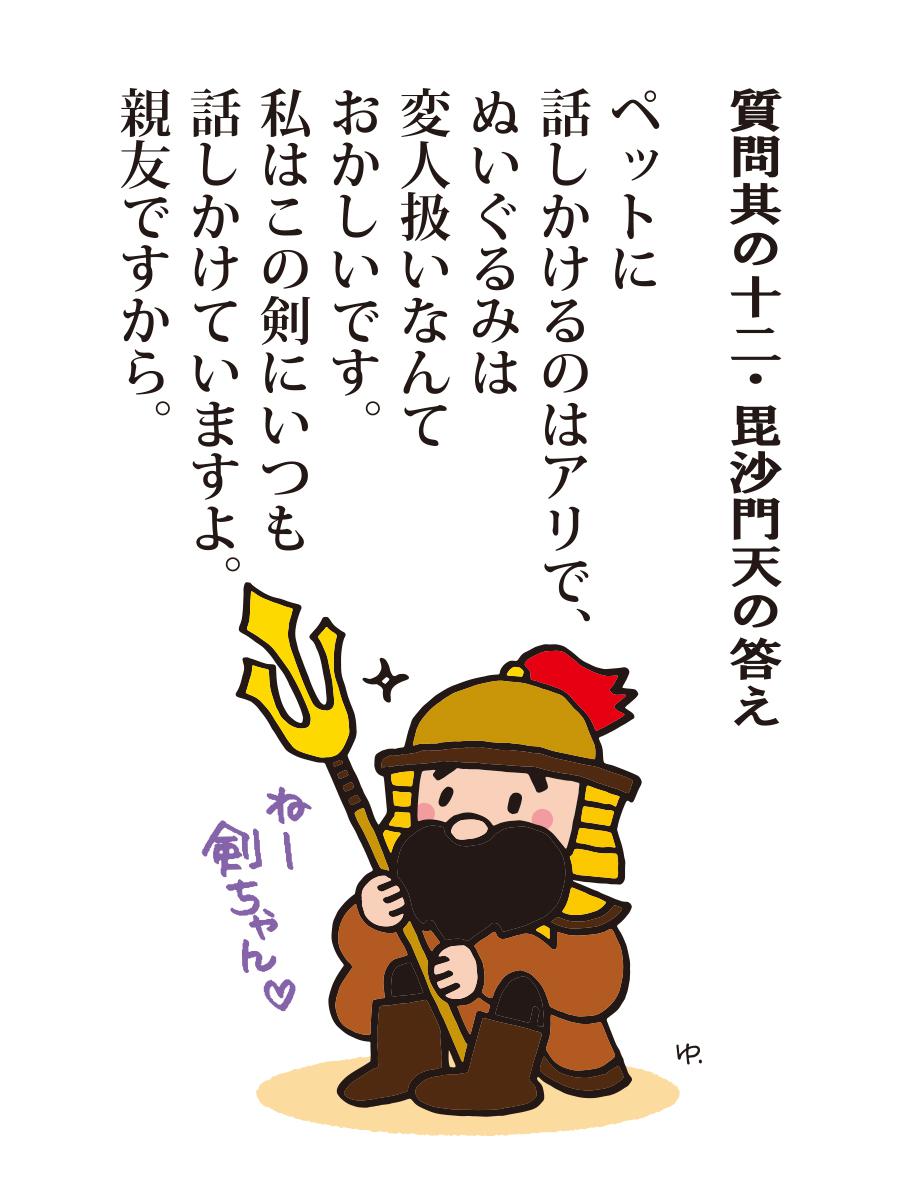 質問其の十二・毘沙門天の答え
ペットに
話しかけるのはアリで、
ぬいぐるみは
変人扱いなんて
おかしいです。
私はこの剣にいつも
話しかけていますよ。
親友ですから。
ねー
剣ちゃん♡
ゆ.